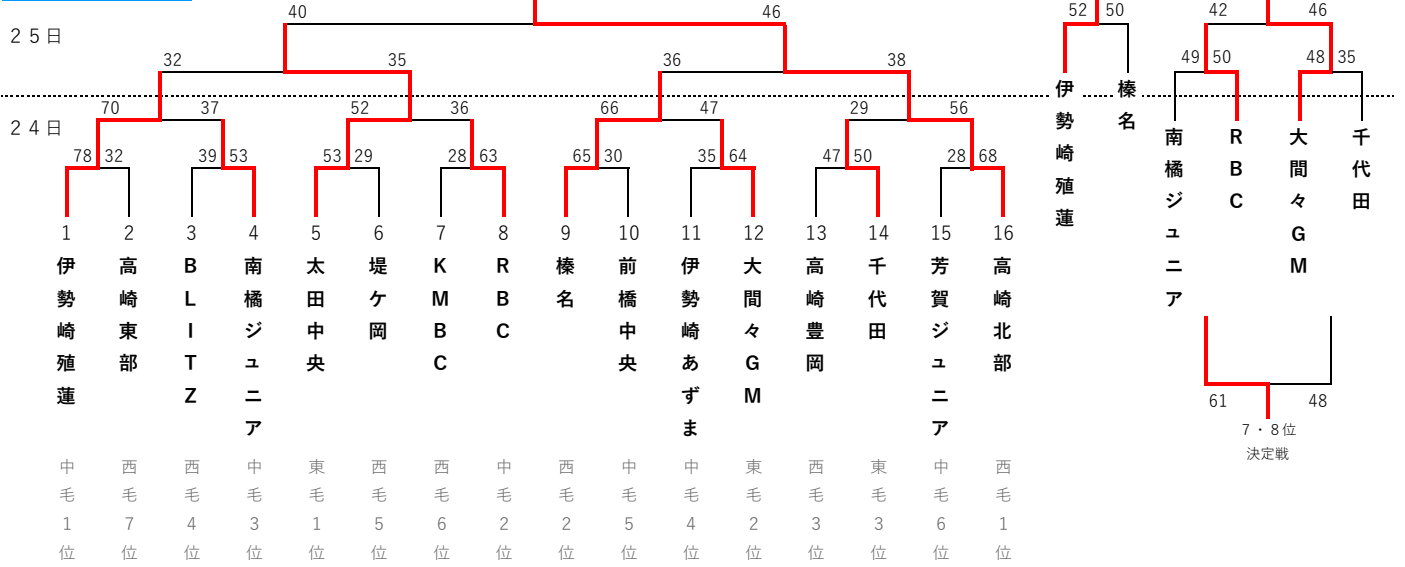 40 46 52 50 42 46
２５日
32 35 36 38 49 50 48 35
70 37 52 36 66 47 29 56
２４日
78 32 39 53 53 29 28 63 65 30 35 64 47 50 28 68
1 2 3 4 5 6 7 8 9 10 11 12 13 14 15 16
伊勢崎殖蓮
高崎東部
BLITZ
南橘ジュニア
太田中央
堤ケ岡
KMBC
RBC
榛名
前橋中央
伊勢崎あずま
大間々GM
高崎豊岡
千代田
芳賀ジュニア
高崎北部
中毛1位
西毛7位
西毛4位
中毛3位
東毛1位
西毛5位
西毛6位
中毛2位
西毛2位
中毛5位
中毛4位
東毛2位
西毛3位
東毛3位
中毛6位
西毛1位
伊勢崎殖蓮
榛名
南橘ジュニア
RBC
大間々GM
千代田
61 48
７・８位
決定戦